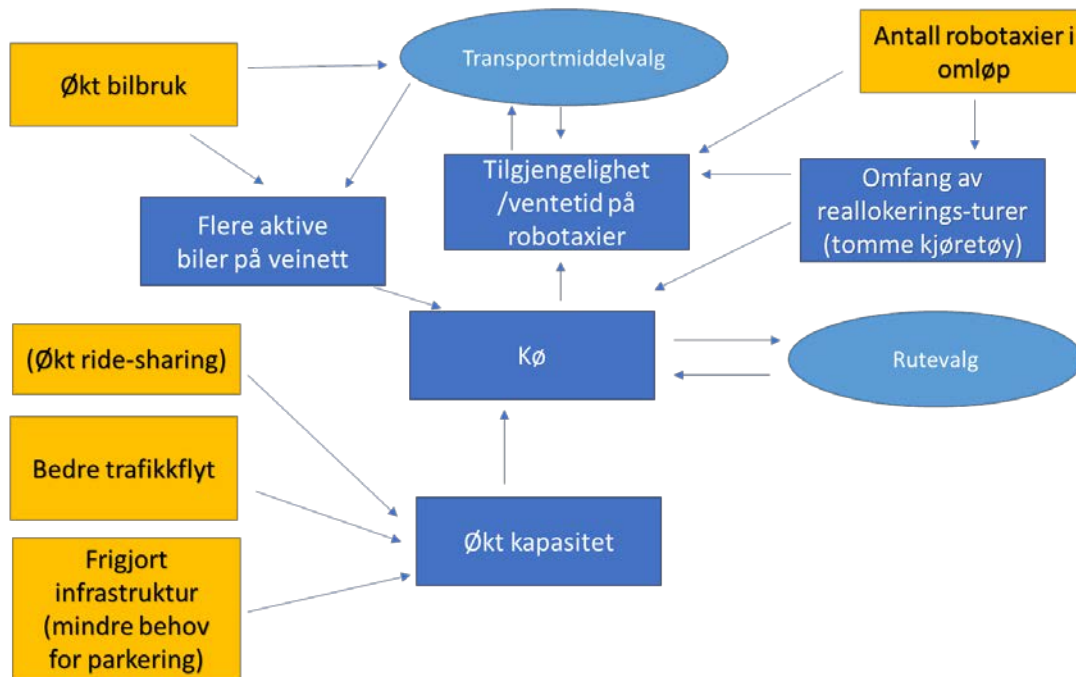 Økt bilbruk
Transportmiddelvalg
Antall robotaxier i
omløp
Flere aktive
biler på veinett
Tilgjengelighet
/ventetid på
robotaxier
Omfang av
reallokerings-turer
(tomme kjøretøy)
(Økt ride-sharing)
Kø
Rutevalg
Bedre trafikkflyt
Økt kapasitet
Frigjort
infrastruktur
(mindre behov
for parkering)